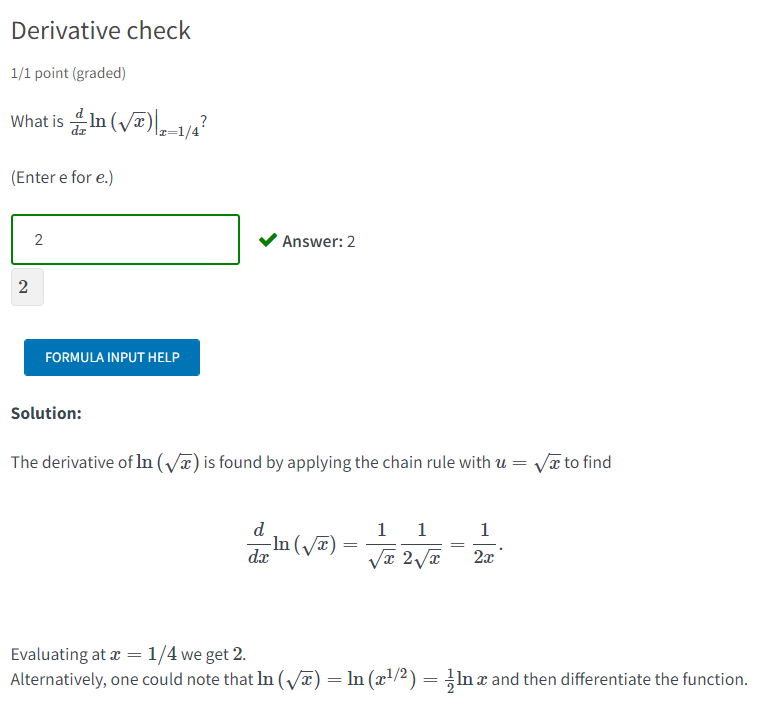 Derivative check
1/1 point (graded)
What is d/dx ln (√x)|x=1/4?
(Enter e for e.)
2
✔ Answer: 2
2
FORMULA INPUT HELP
Solution:
The derivative of ln (√x) is found by applying the chain rule with u = √x to find
d/dx ln (√x) = 1/√x 1/2√x = 1/2x.
Evaluating at x = 1/4 we get 2.
Alternatively, one could note that ln (√x) = ln (x^1/2) = 1/2 ln x and then differentiate the function.